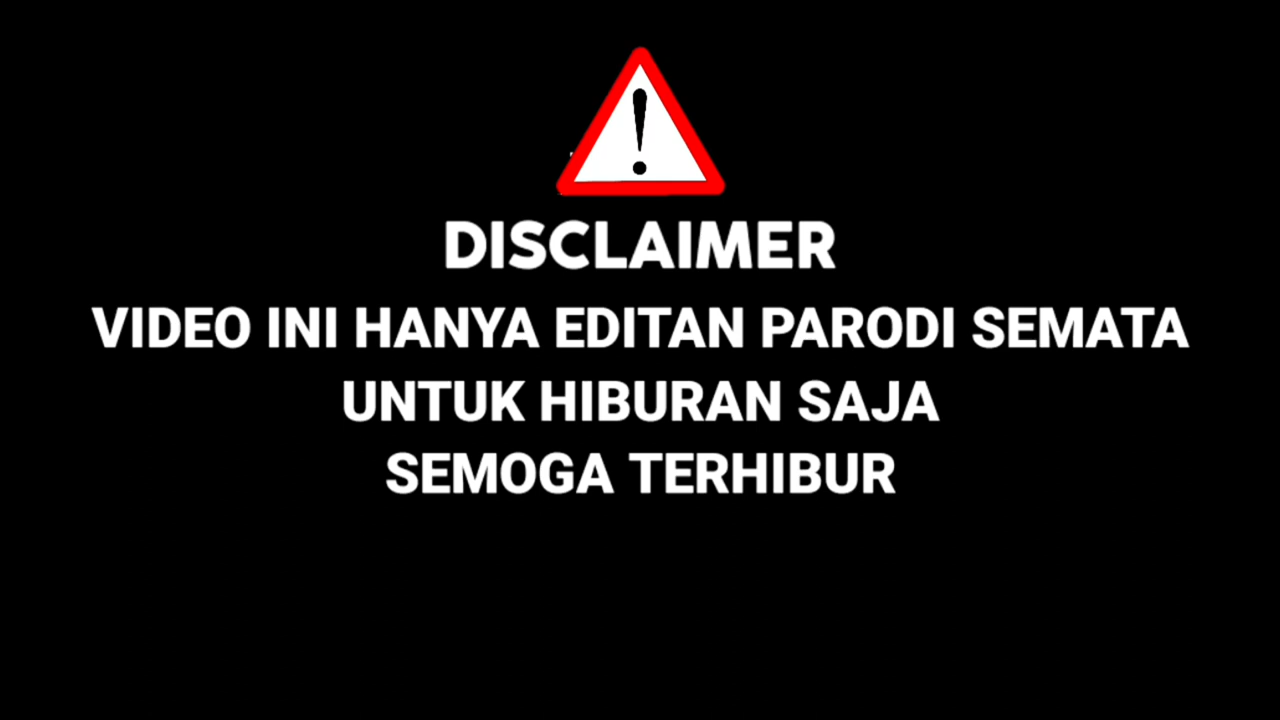 DISCLAIMER
VIDEO INI HANYA EDITAN PARODI SEMATA
UNTUK HIBURAN SAJA
SEMOGA TERHIBUR